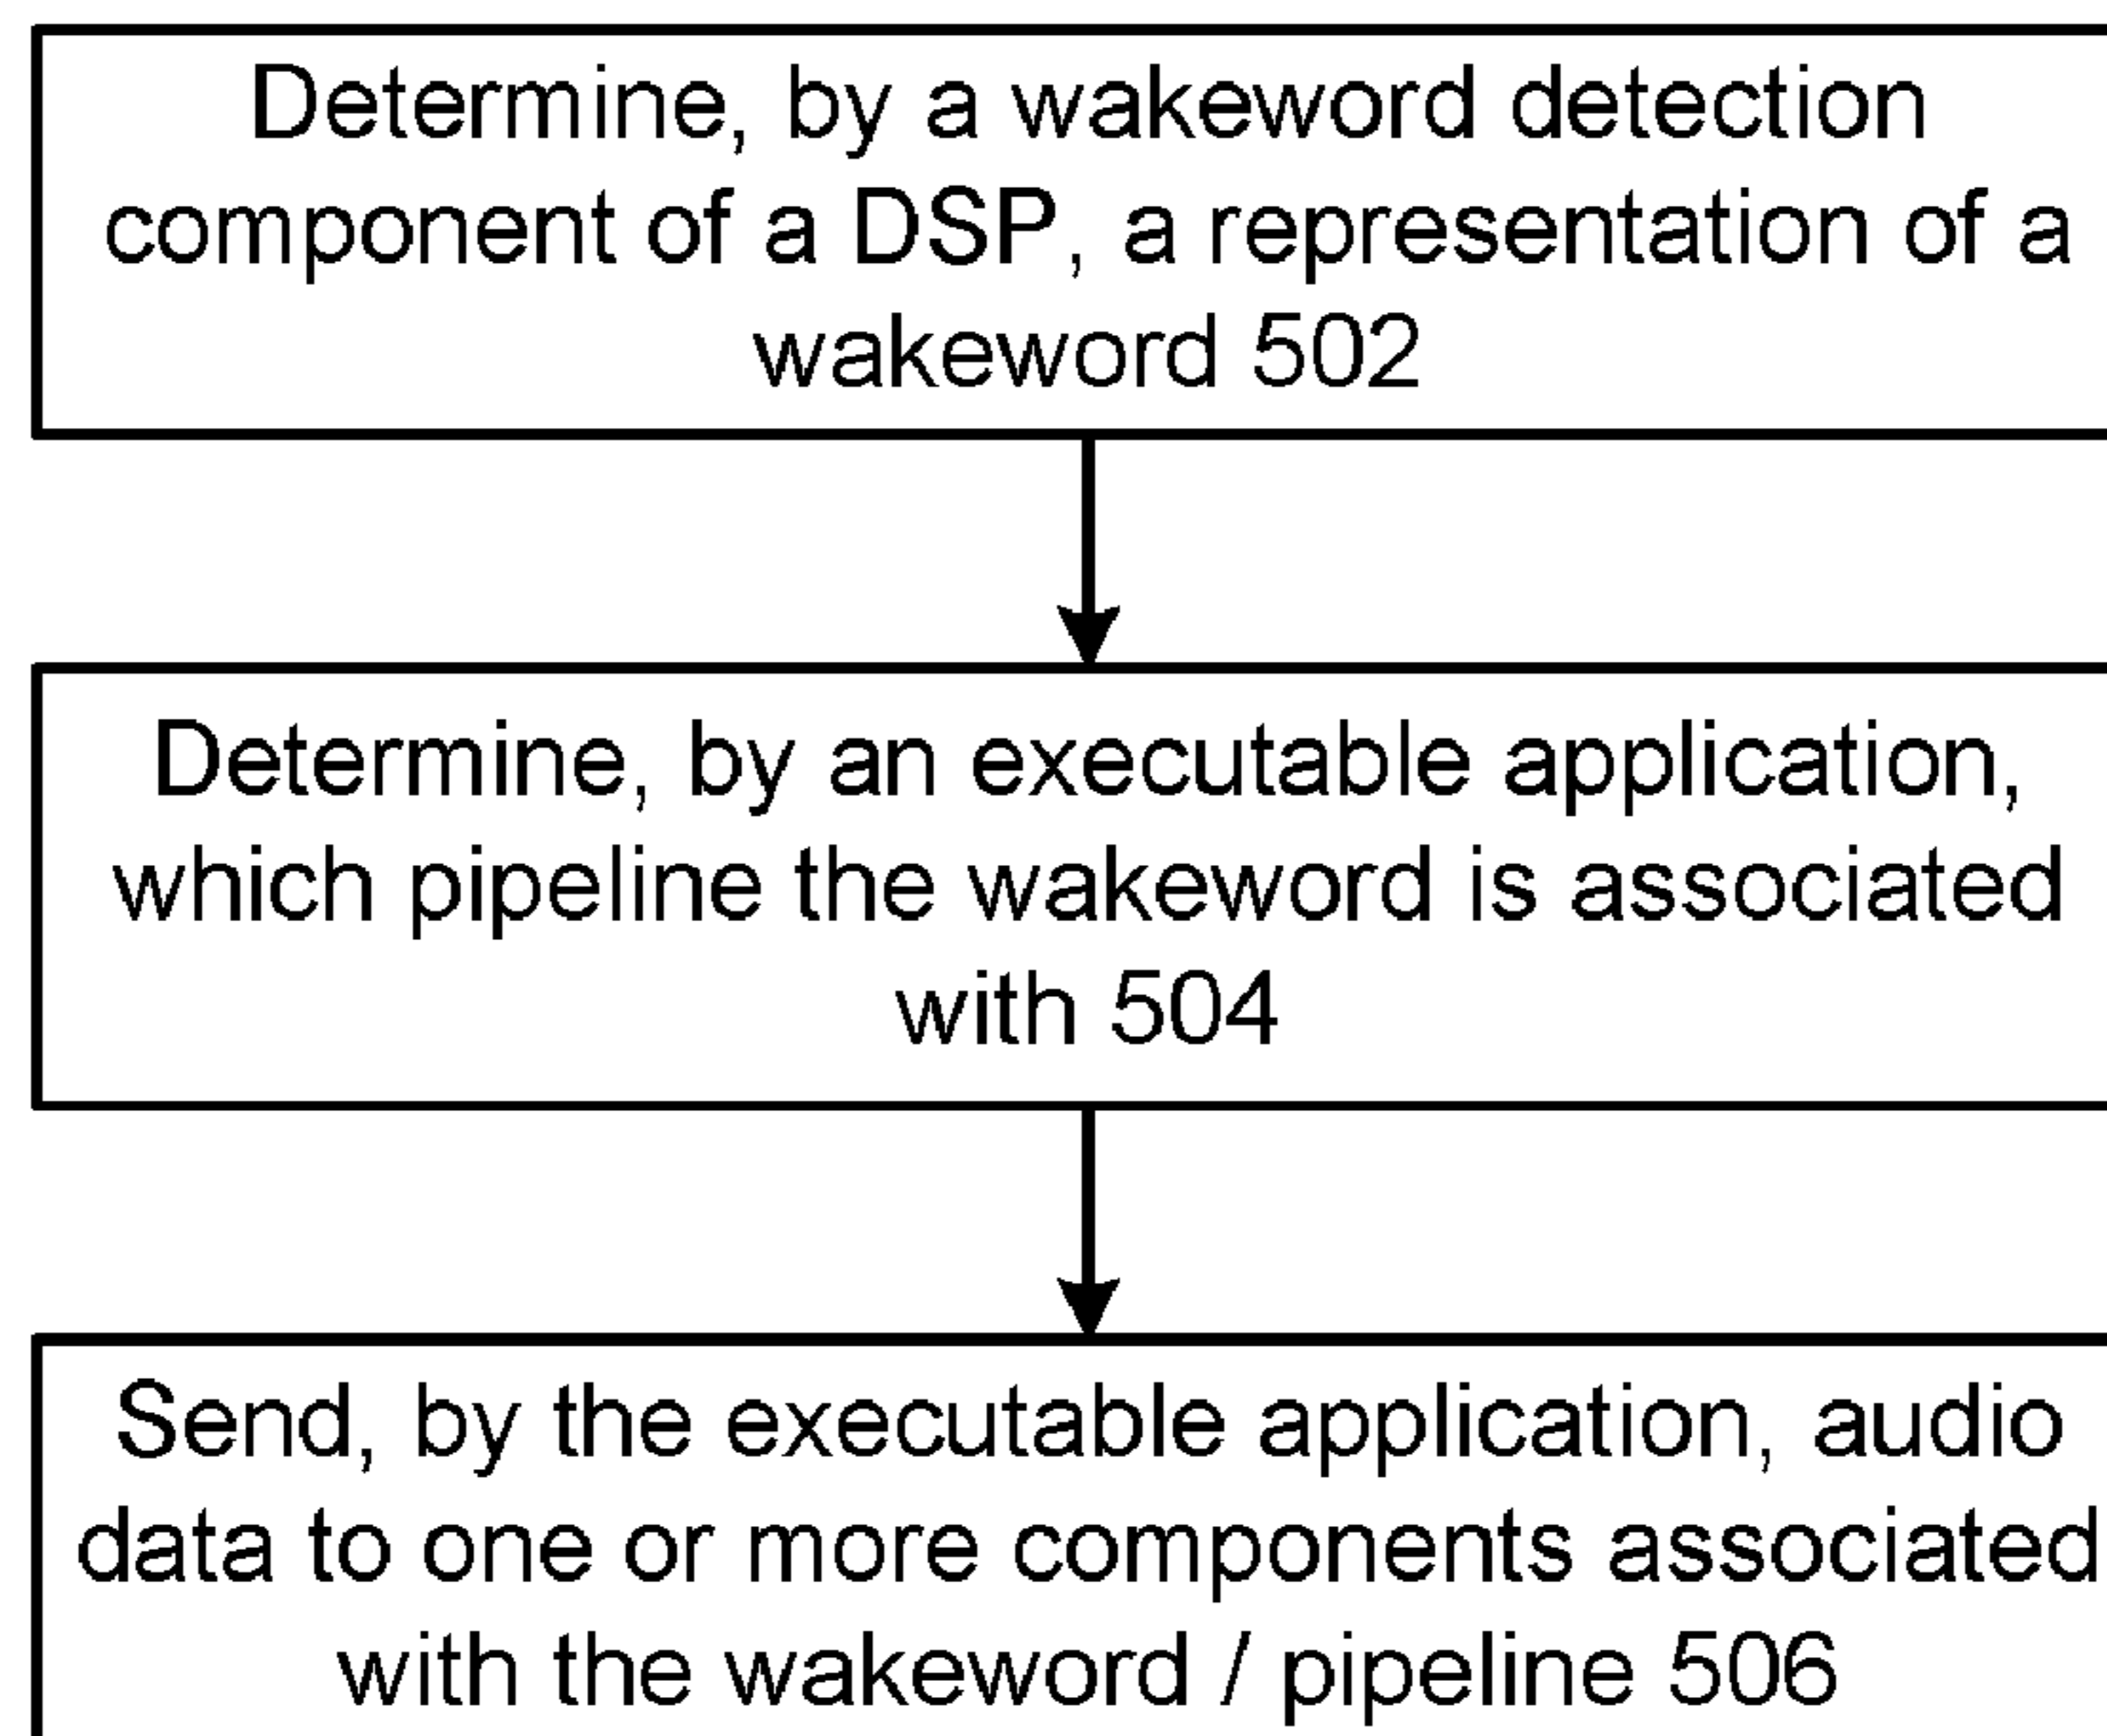 Determine, by a wakeword detection
component of a DSP, a representation of a
wakeword 502
Determine, by an executable application,
which pipeline the wakeword is associated
with 504
Send, by the executable application, audio
data to one or more components associated
with the wakeword / pipeline 506